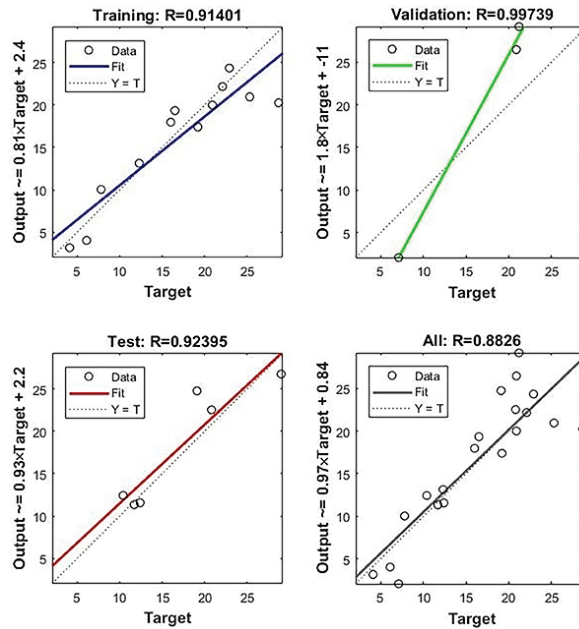 Training: R=0.91401
Output ~= 0.81×Target + 2.4
Data
Fit
Y = T
25
20
15
10
5
5 10 15 20 25
Target
Validation: R=0.99739
Output ~= 1.8×Target + -11
Data
Fit
Y = T
25
20
15
10
5
5 10 15 20 25
Target
Test: R=0.92395
Output ~= 0.93×Target + 2.2
Data
Fit
Y = T
25
20
15
10
5
5 10 15 20 25
Target
All: R=0.8826
Output ~= 0.97×Target + 0.84
Data
Fit
Y = T
25
20
15
10
5
5 10 15 20 25
Target